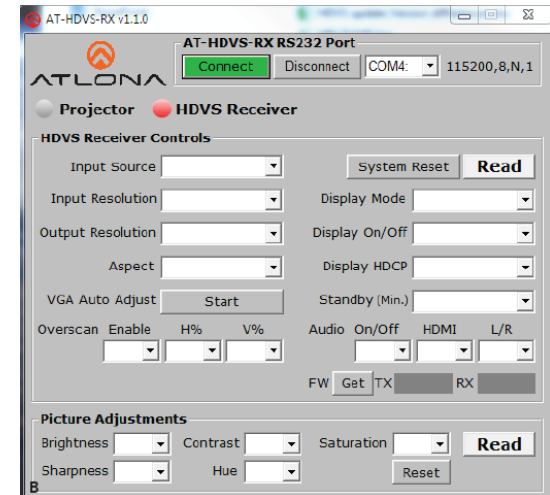 AT-HDVS-RX v1.1.0
ATLONA
AT-HDVS-RX RS232 Port
Connect Disconnect COM4: 115200,8,N,1
Projector HDVS Receiver
HDVS Receiver Controls
Input Source System Reset Read
Input Resolution Display Mode
Output Resolution Display On/Off
Aspect Display HDCP
VGA Auto Adjust Start Standby (Min.)
Overscan Enable H% V% Audio On/Off HDMI L/R
FW Get TX RX
Picture Adjustments
Brightness Contrast Saturation Read
Sharpness Hue Reset
B